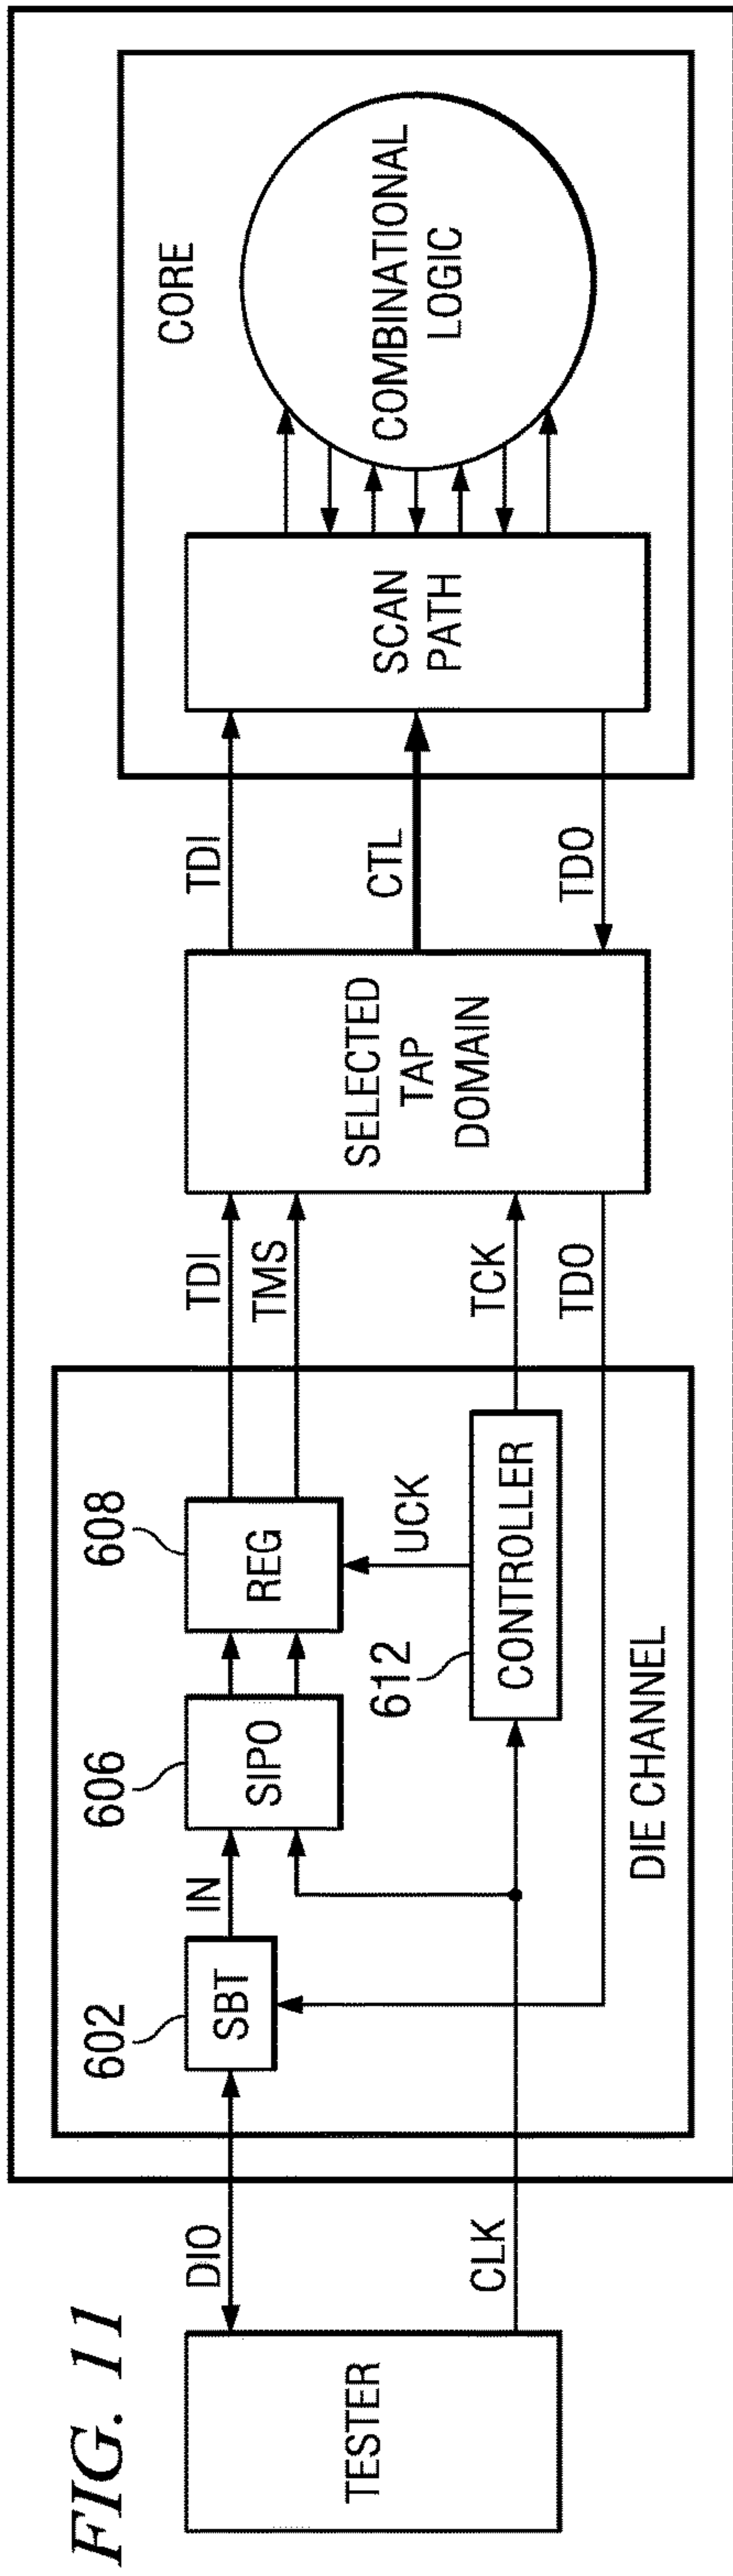 FIG. 11
TESTER
DIO
CLK
602
SBT
IN
606
SIPO
608
REG
UCK
612
CONTROLLER
DIE CHANNEL
TDI
TMS
TCK
TDO
SELECTED
TAP
DOMAIN
TDI
CTL
TDO
CORE
SCAN
PATH
COMBINATIONAL
LOGIC